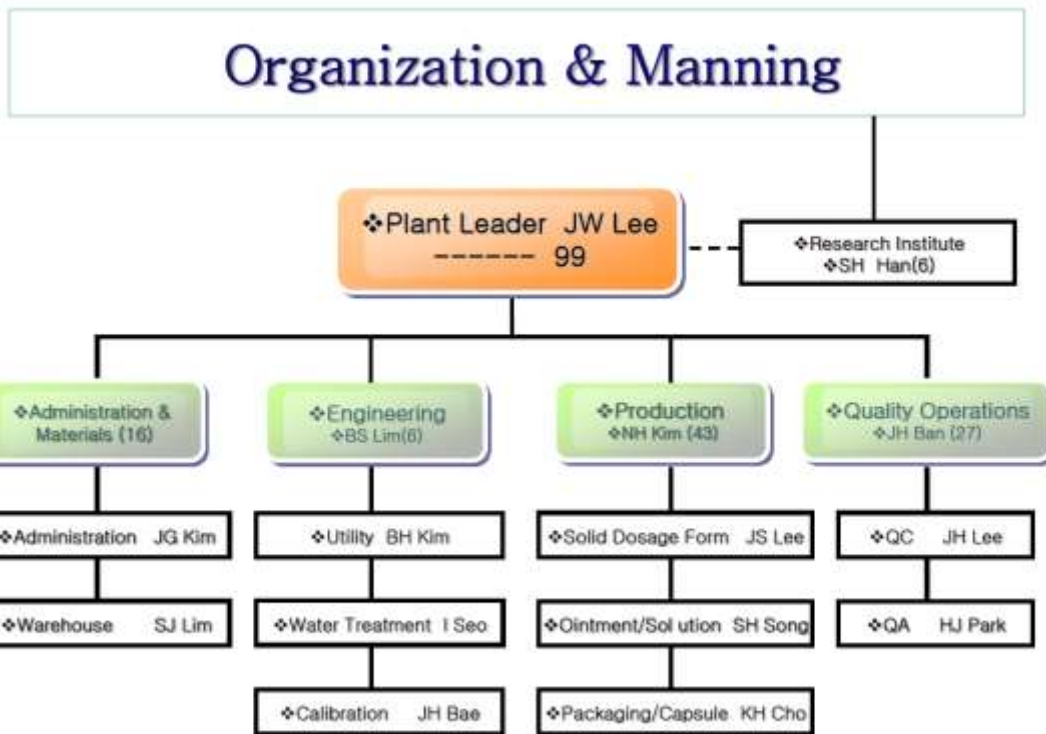 Organization & Manning
❖Plant Leader JW Lee
------ 99
❖Research Institute
❖SH Han(6)
❖Administration &
Materials (16)
❖Engineering
❖BS Lim(6)
❖Production
❖NH Kim (43)
❖Quality Operations
❖JH Ban (27)
❖Administration JG Kim
❖Utility BH Kim
❖Solid Dosage Form JS Lee
❖QC JH Lee
❖Warehouse SJ Lim
❖Water Treatment I Seo
❖Ointment/Sol ution SH Song
❖QA HJ Park
❖Calibration JH Bae
❖Packaging/Capsule KH Cho